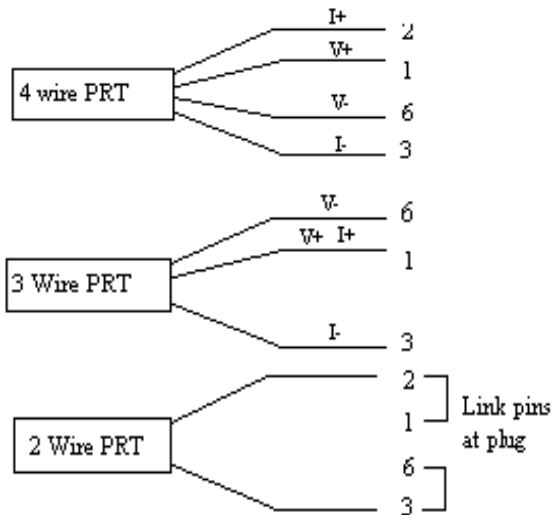 I+ 2
V+ 1
4 wire PRT
V- 6
I- 3
V- 6
V+ I+ 1
3 Wire PRT
I- 3
2
Link pins
1
at plug
2 Wire PRT
6
3